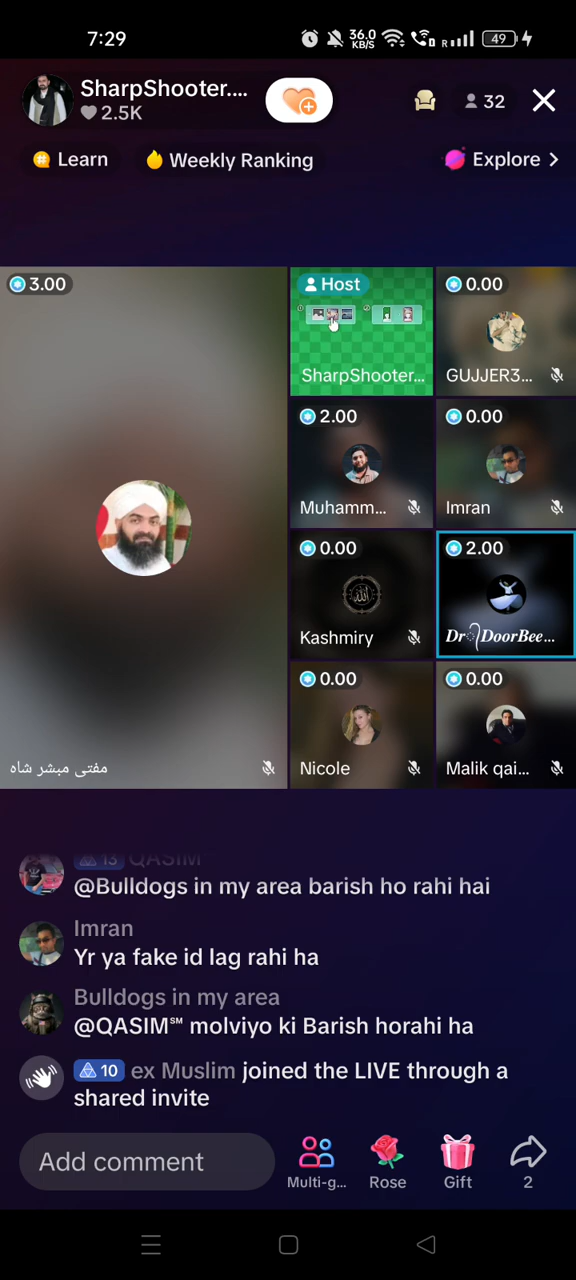 7:29
36.0
KB/S
R
49
SharpShooter....
2.5K
32
Learn
Weekly Ranking
Explore
3.00
Host
0.00
SharpShooter...
GUJJER3...
2.00
0.00
Muhamm...
Imran
0.00
2.00
الله
Kashmiry
DoorBee...
0.00
0.00
مفتی مبشر شاہ
Nicole
Malik qai...
13 QASIM
@Bulldogs in my area barish ho rahi hai
Imran
Yr ya fake id lag rahi ha
Bulldogs in my area
@QASIM℠ molviyo ki Barish horahi ha
10 ex Muslim joined the LIVE through a
shared invite
Add comment
Multi-g...
Rose
Gift
2